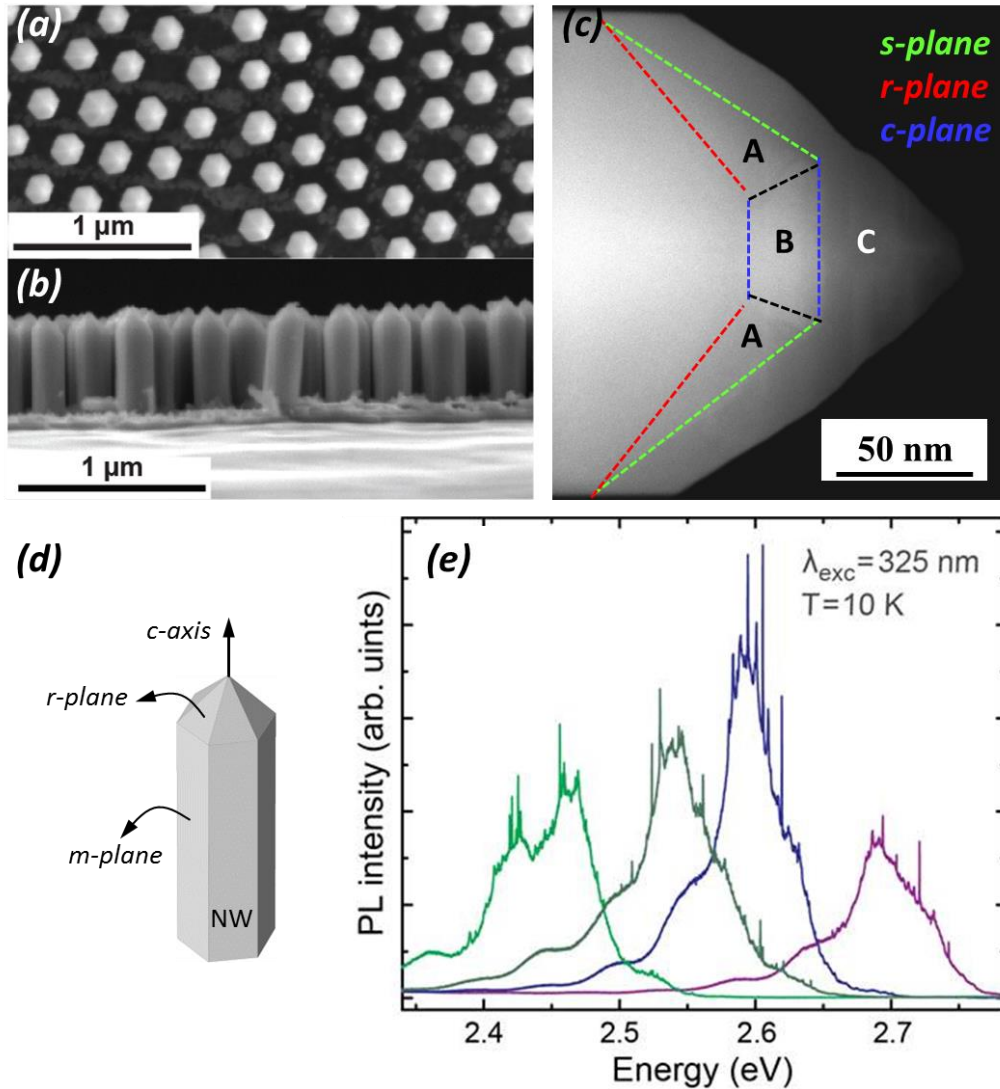 (a)
1 µm
(b)
1 µm
(c)
s-plane
r-plane
c-plane
A
B
C
A
50 nm
(d)
c-axis
r-plane
m-plane
NW
(e)
λexc=325 nm
T=10 K
PL intensity (arb. uints)
2.4 2.5 2.6 2.7
Energy (eV)